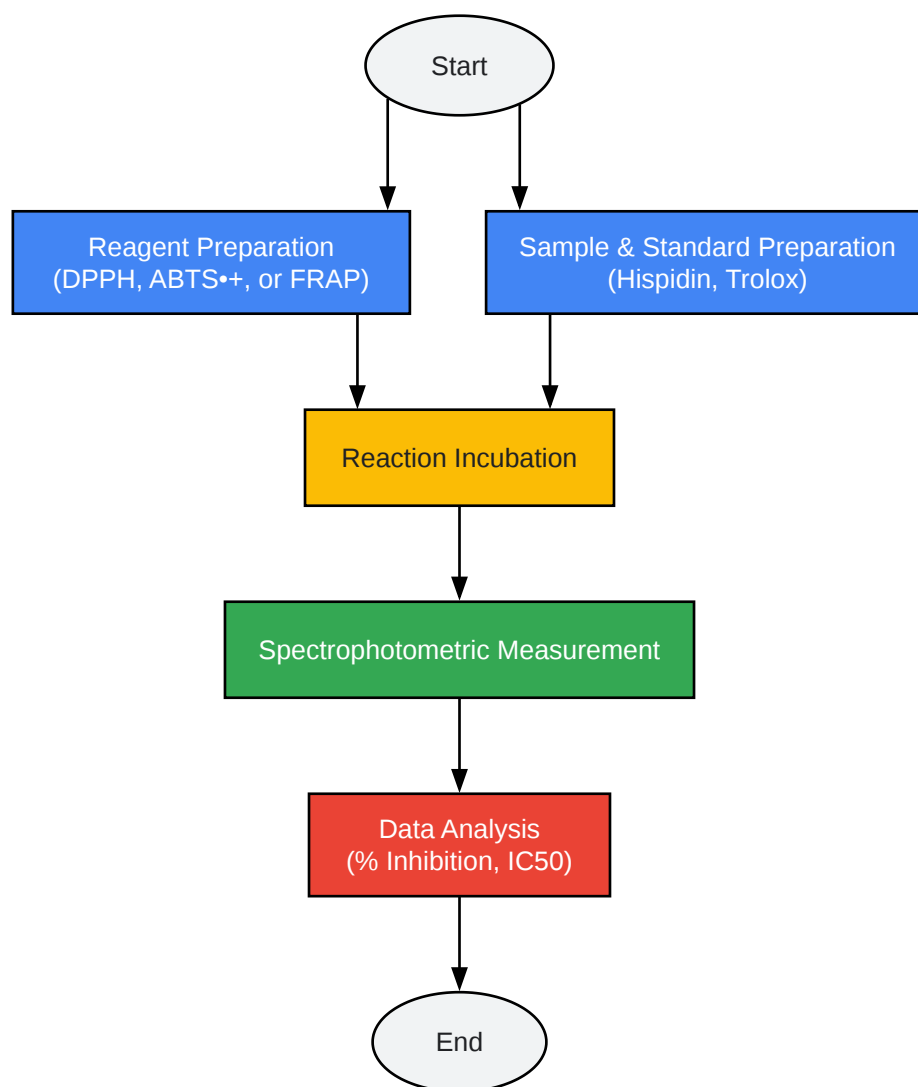 Start
Reagent Preparation
(DPPH, ABTS•+, or FRAP)
Sample & Standard Preparation
(Hispidin, Trolox)
Reaction Incubation
Spectrophotometric Measurement
Data Analysis
(% Inhibition, IC50)
End